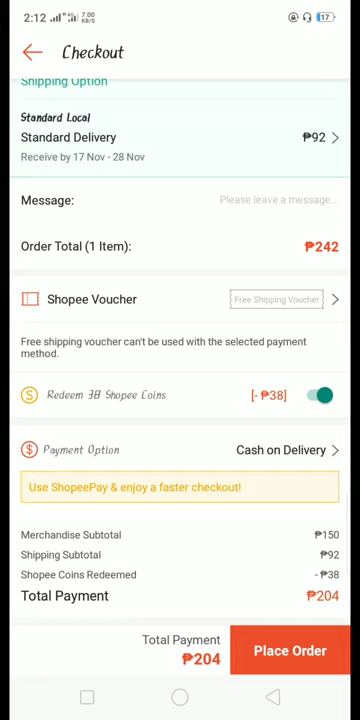 2:12 7.00 KB/S 17
Checkout
Shipping Option
Standard Local
Standard Delivery ₱92
Receive by 17 Nov - 28 Nov
Message: Please leave a message...
Order Total (1 Item): ₱242
Shopee Voucher Free Shipping Voucher
Free shipping voucher can't be used with the selected payment
method.
S Redeem 38 Shopee Coins [- ₱38]
$ Payment Option Cash on Delivery
Use ShopeePay & enjoy a faster checkout!
Merchandise Subtotal ₱150
Shipping Subtotal ₱92
Shopee Coins Redeemed -₱38
Total Payment ₱204
Total Payment
₱204
Place Order